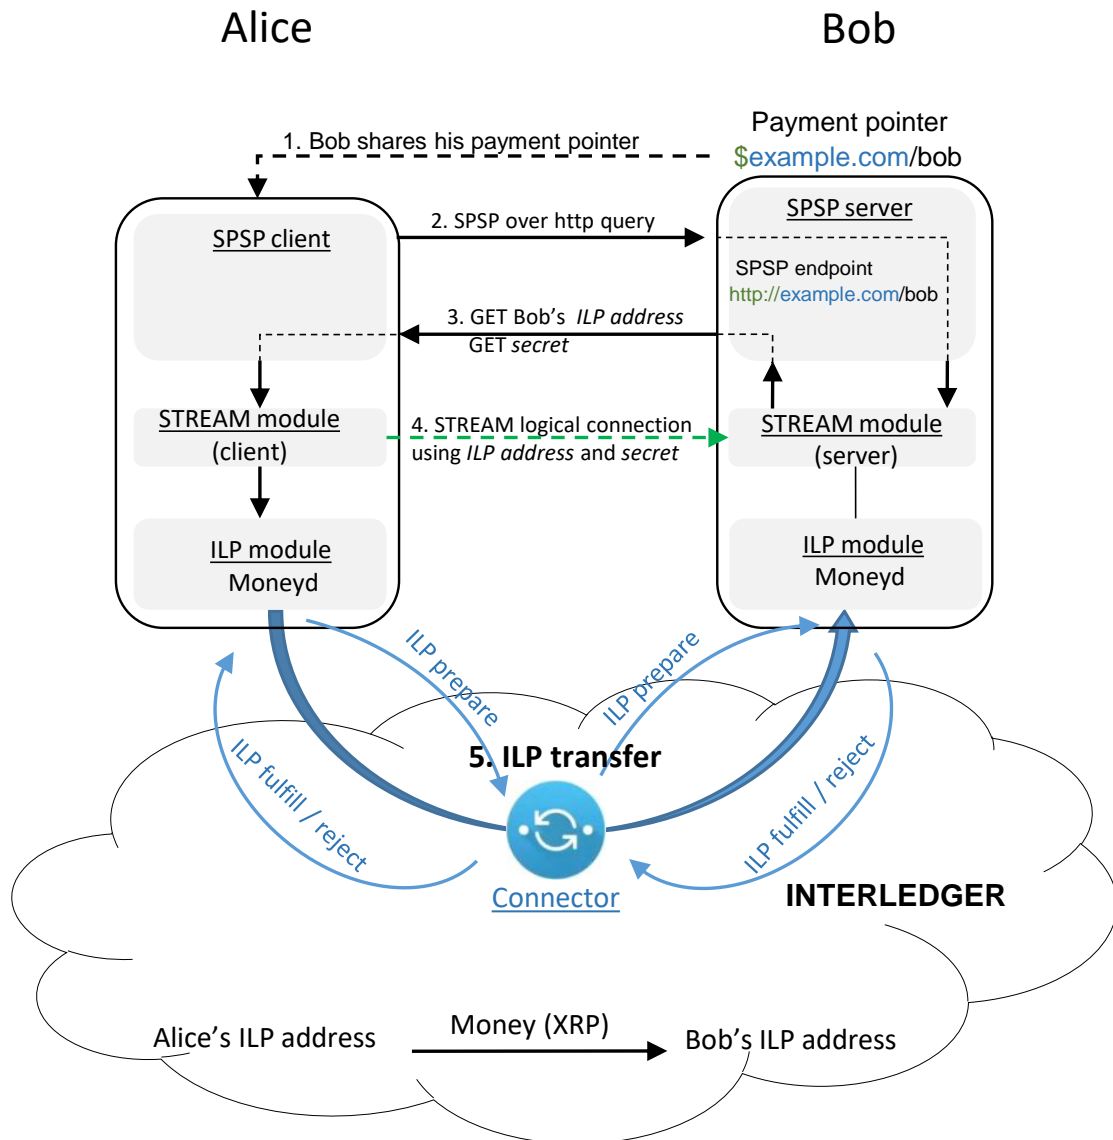 Alice
Bob
1. Bob shares his payment pointer
Payment pointer
$example.com/bob
SPSP client
2. SPSP over http query
SPSP server
SPSP endpoint
http://example.com/bob
3. GET Bob’s ILP address
GET secret
STREAM module
(client)
4. STREAM logical connection
using ILP address and secret
STREAM module
(server)
ILP module
Moneyd
ILP module
Moneyd
ILP prepare
ILP prepare
ILP fulfill / reject
5. ILP transfer
ILP fulfill / reject
Connector
INTERLEDGER
Alice’s ILP address
Money (XRP)
Bob’s ILP address